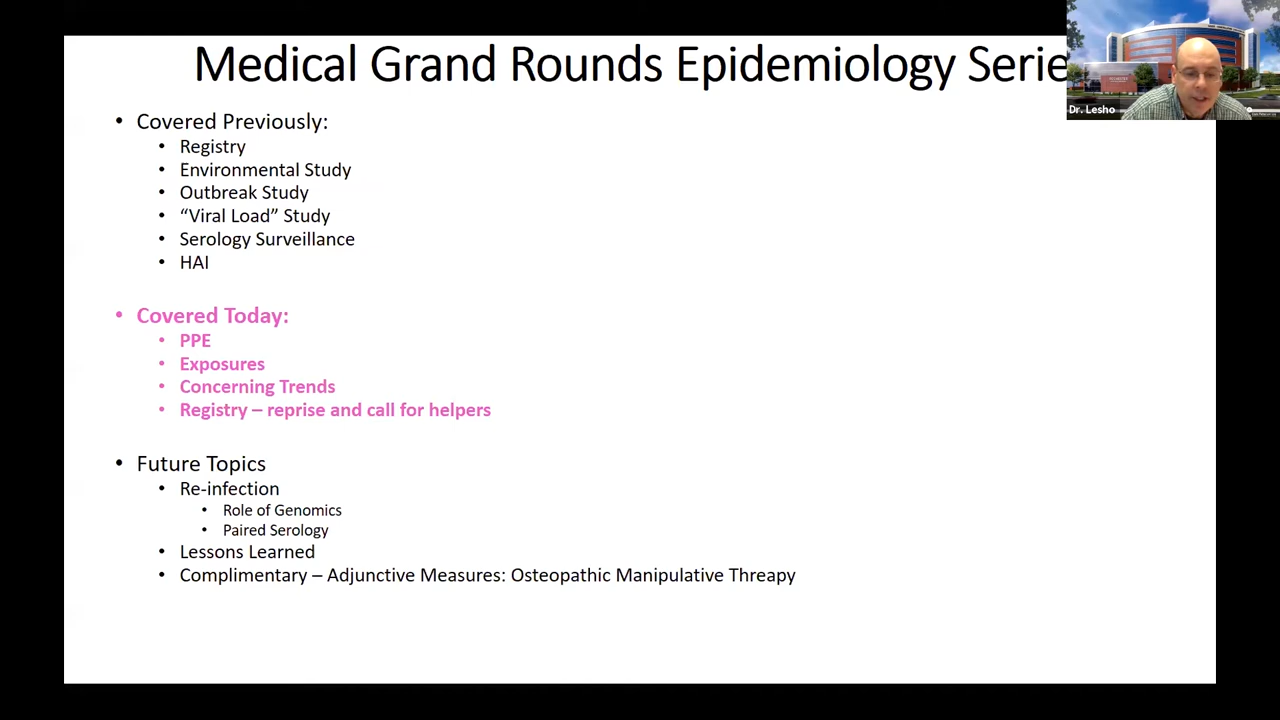 Medical Grand Rounds Epidemiology Serie
Dr. Lesho
• Covered Previously:
• Registry
• Environmental Study
• Outbreak Study
• “Viral Load” Study
• Serology Surveillance
• HAI
• Covered Today:
• PPE
• Exposures
• Concerning Trends
• Registry – reprise and call for helpers
• Future Topics
• Re-infection
• Role of Genomics
• Paired Serology
• Lessons Learned
• Complimentary – Adjunctive Measures: Osteopathic Manipulative Threapy